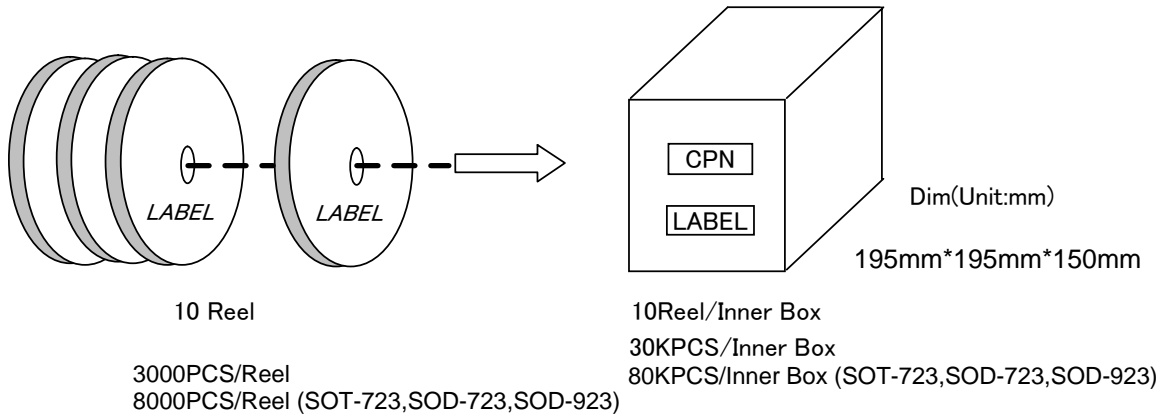 LABEL
LABEL
10 Reel
3000PCS/Reel
8000PCS/Reel (SOT-723,SOD-723,SOD-923)
CPN
LABEL
Dim(Unit:mm)
195mm*195mm*150mm
10Reel/Inner Box
30KPCS/Inner Box
80KPCS/Inner Box (SOT-723,SOD-723,SOD-923)